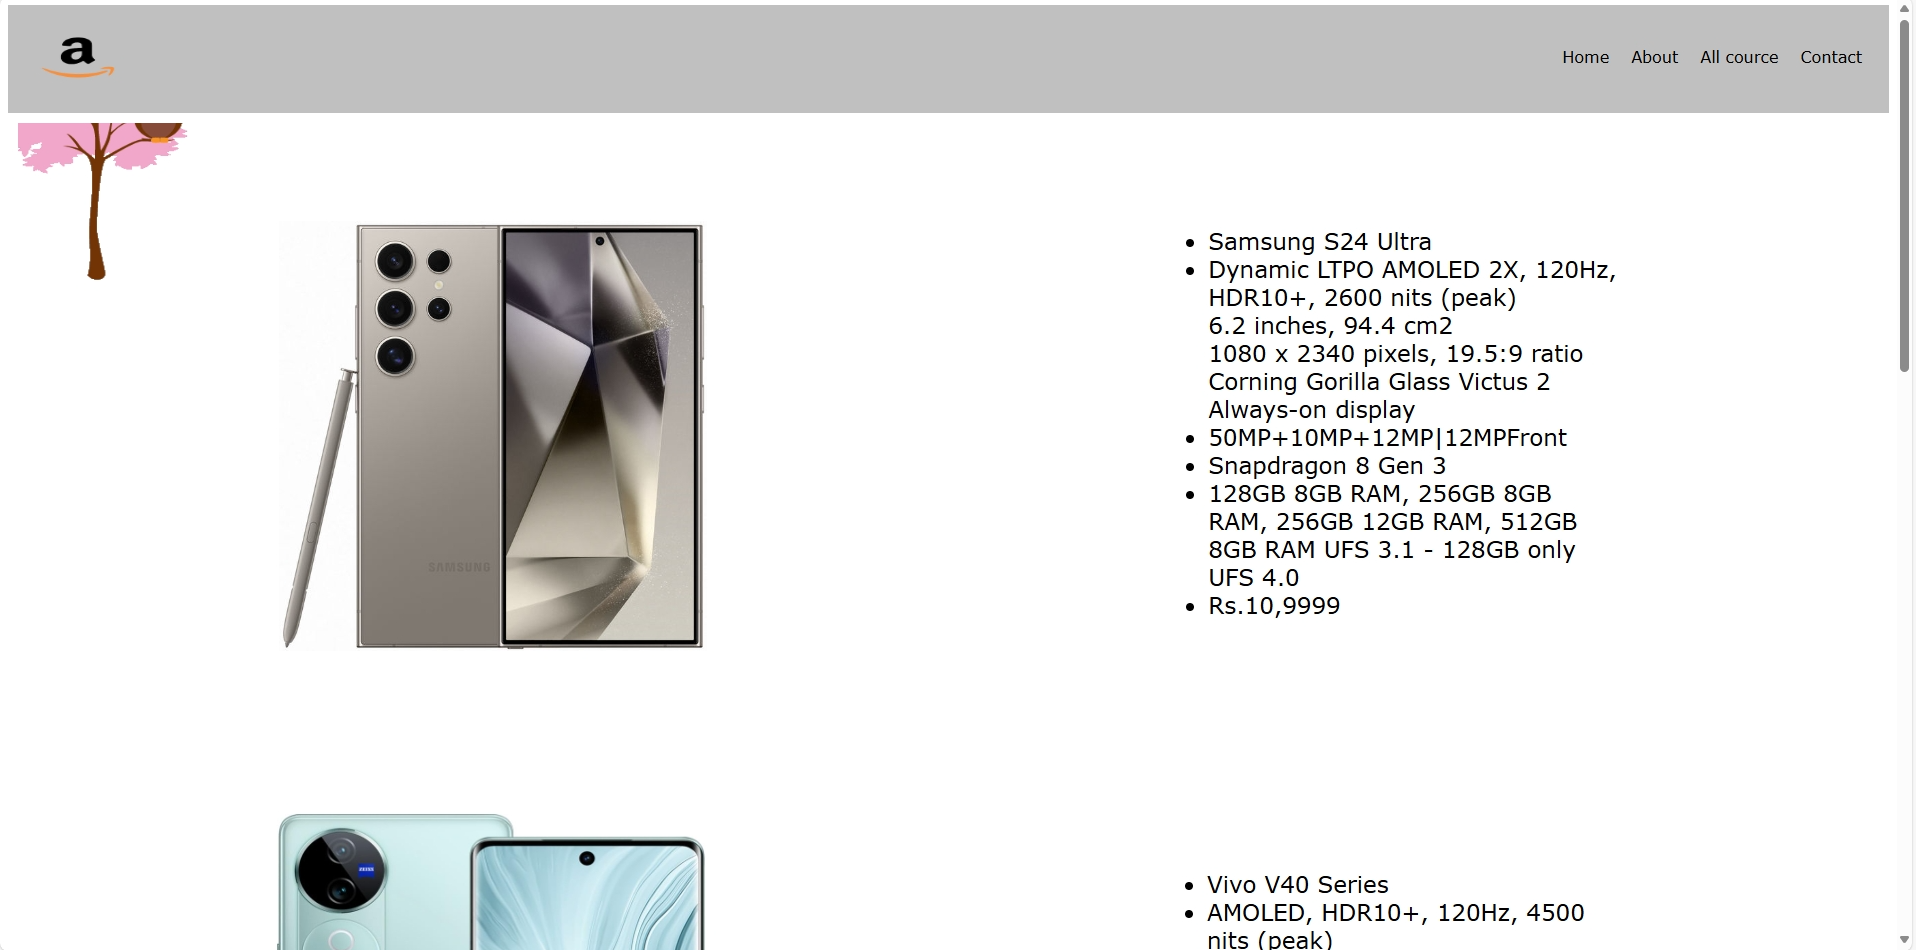 a
Home About All cource Contact
Samsung S24 Ultra
Dynamic LTPO AMOLED 2X, 120Hz,
HDR10+, 2600 nits (peak)
6.2 inches, 94.4 cm2
1080 x 2340 pixels, 19.5:9 ratio
Corning Gorilla Glass Victus 2
Always-on display
50MP+10MP+12MP|12MPFront
Snapdragon 8 Gen 3
128GB 8GB RAM, 256GB 8GB
RAM, 256GB 12GB RAM, 512GB
8GB RAM UFS 3.1 - 128GB only
UFS 4.0
Rs.10,9999
SAMSUNG
Vivo V40 Series
AMOLED, HDR10+, 120Hz, 4500
nits (peak)